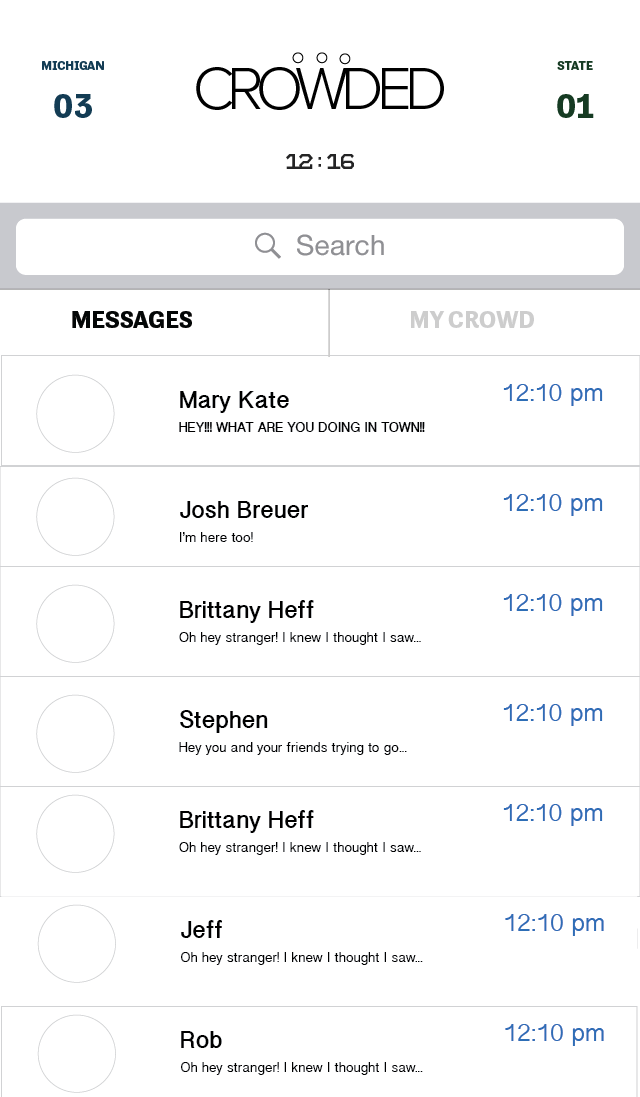 MICHIGAN
03
CROWDED
STATE
01
12:16
Search
MESSAGES
MY CROWD
Mary Kate
12:10 pm
HEY!!! WHAT ARE YOU DOING IN TOWN!!
Josh Breuer
12:10 pm
I'm here too!
Brittany Heff
12:10 pm
Oh hey stranger! I knew I thought I saw...
Stephen
12:10 pm
Hey you and your friends trying to go...
Brittany Heff
12:10 pm
Oh hey stranger! I knew I thought I saw...
Jeff
12:10 pm
Oh hey stranger! I knew I thought I saw...
Rob
12:10 pm
Oh hey stranger! I knew I thought I saw...